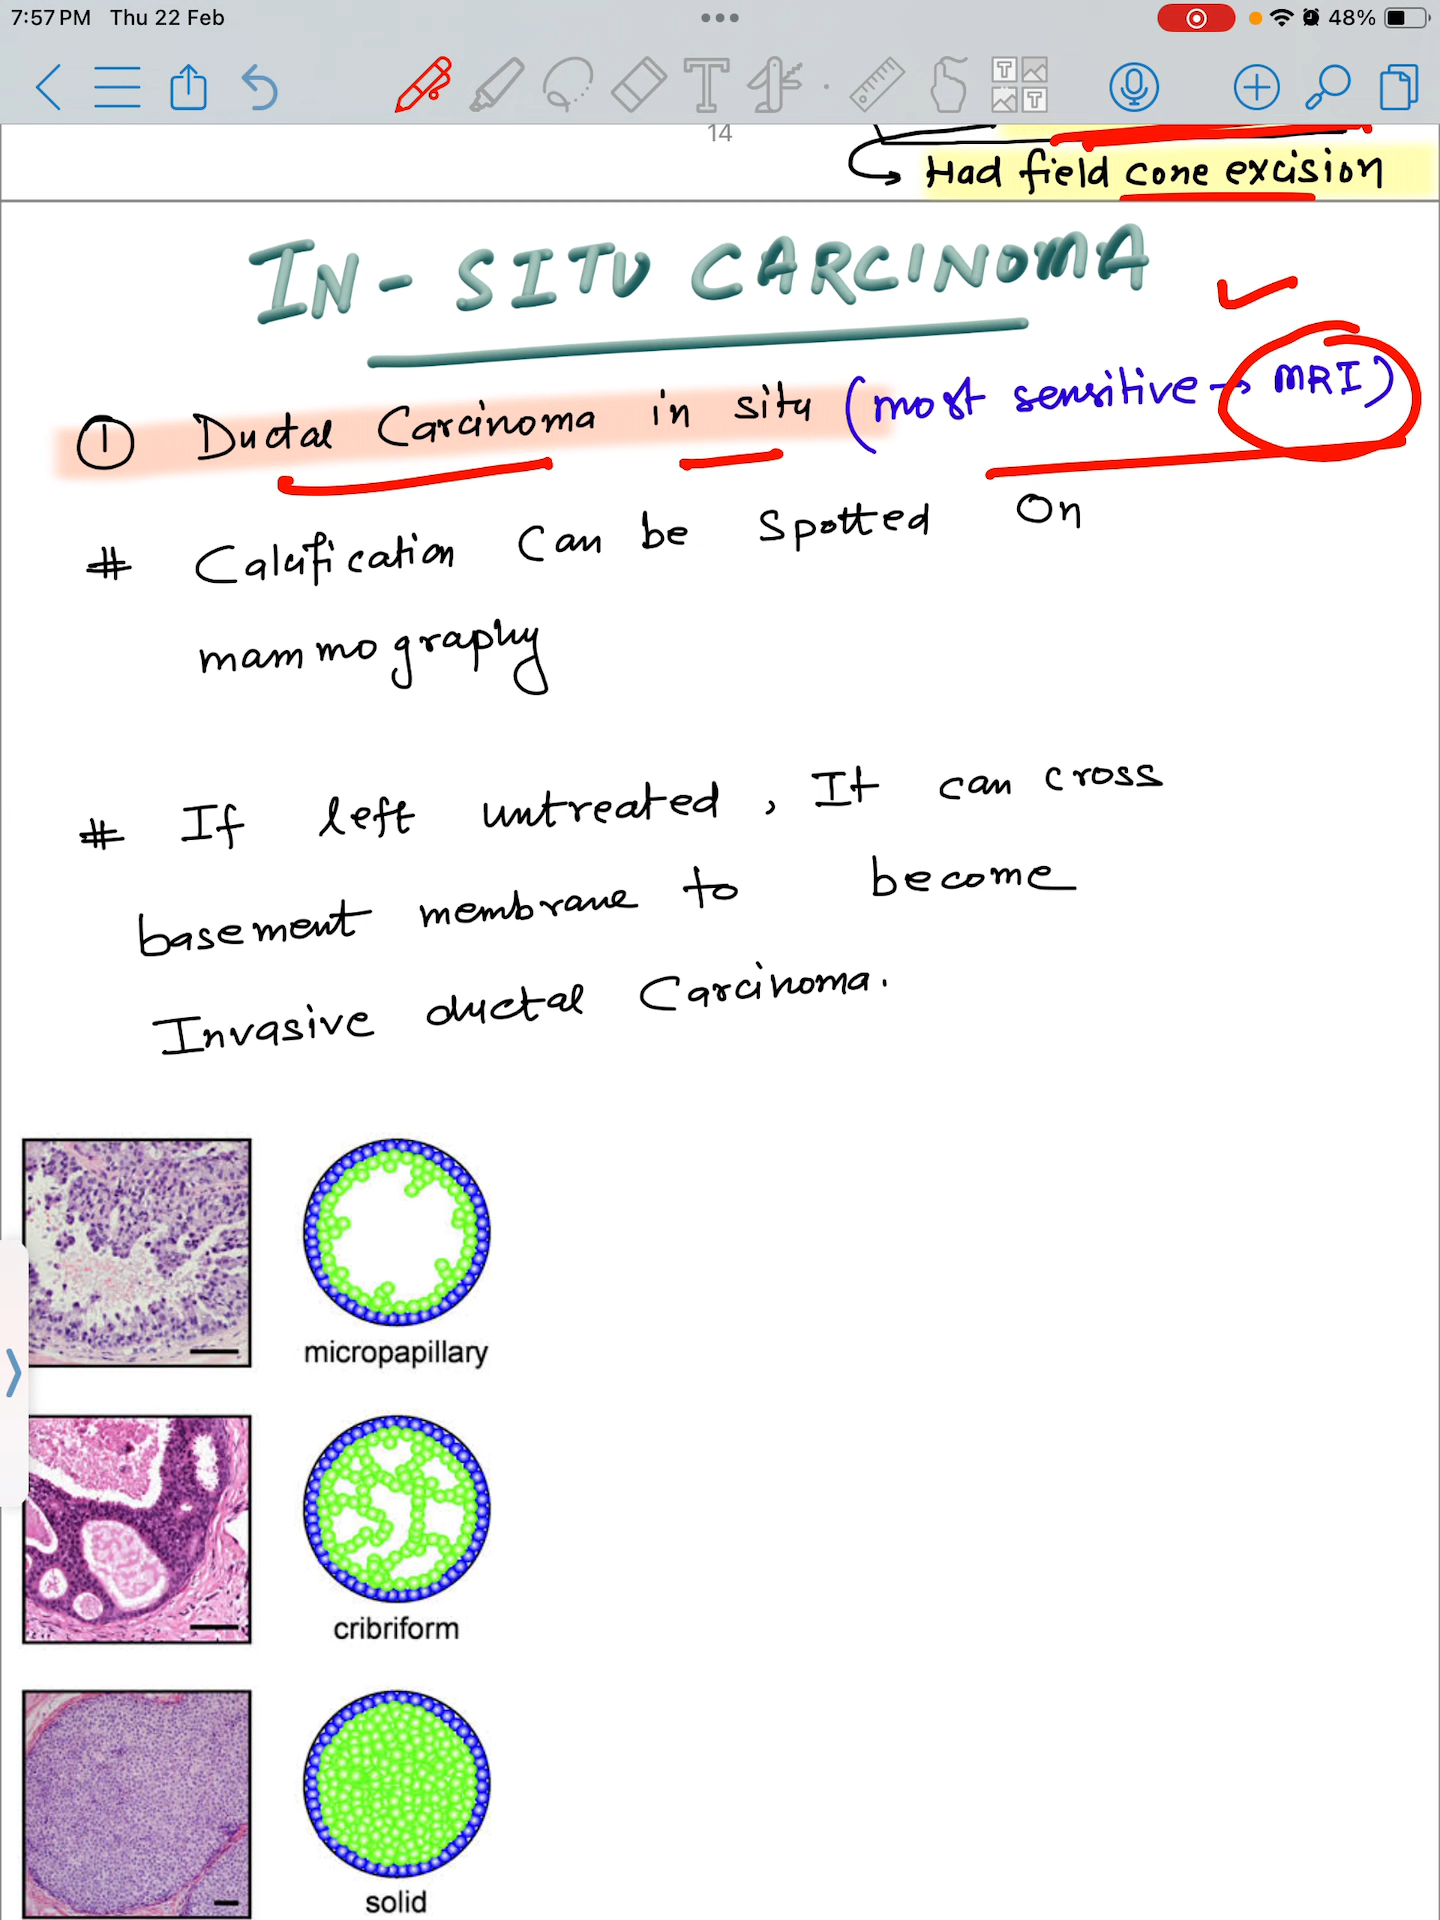 7:57 PM Thu 22 Feb
48%
14
Had field cone excision
IN-SITU CARCINOMA
① Ductal Carcinoma in situ (most sensitive → MRI)
# Calcification Can be Spotted On
mammography
# If left untreated, It can cross
basement membrane to become
Invasive ductal Carcinoma.
micropapillary
cribriform
solid